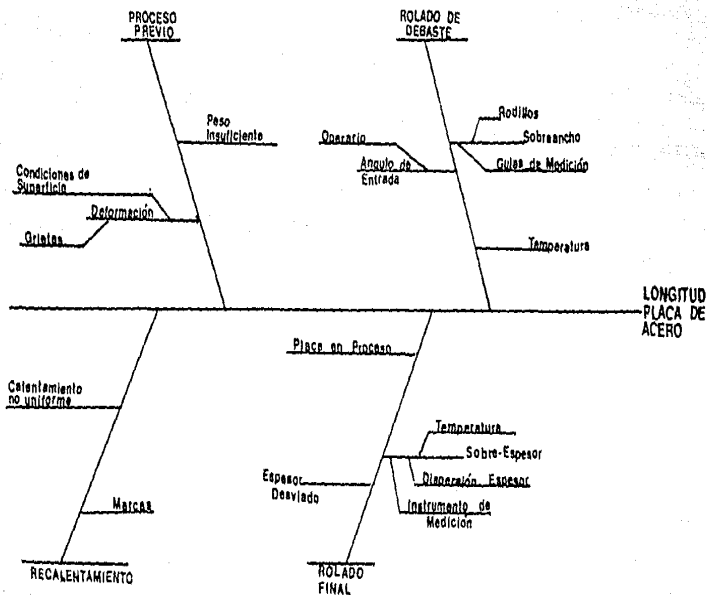 PROCESO
PREVIO
ROLADO DE
DEBASTE
Peso
Insuficiente
Rodillos
Operario
Sobreancho
Condiciones de
Superficie
Angulo de
Entrada
Guías de Medición
Deformación
Grietas
Temperatura
LONGITUD
PLACA DE
ACERO
Placa en Proceso
Calentamiento
no uniforme
Temperatura
Sobre-Espesor
Espesor
Desviado
Dispersión Espesor
Marcas
Instrumento de
Medición
RECALENTAMIENTO
ROLADO
FINAL